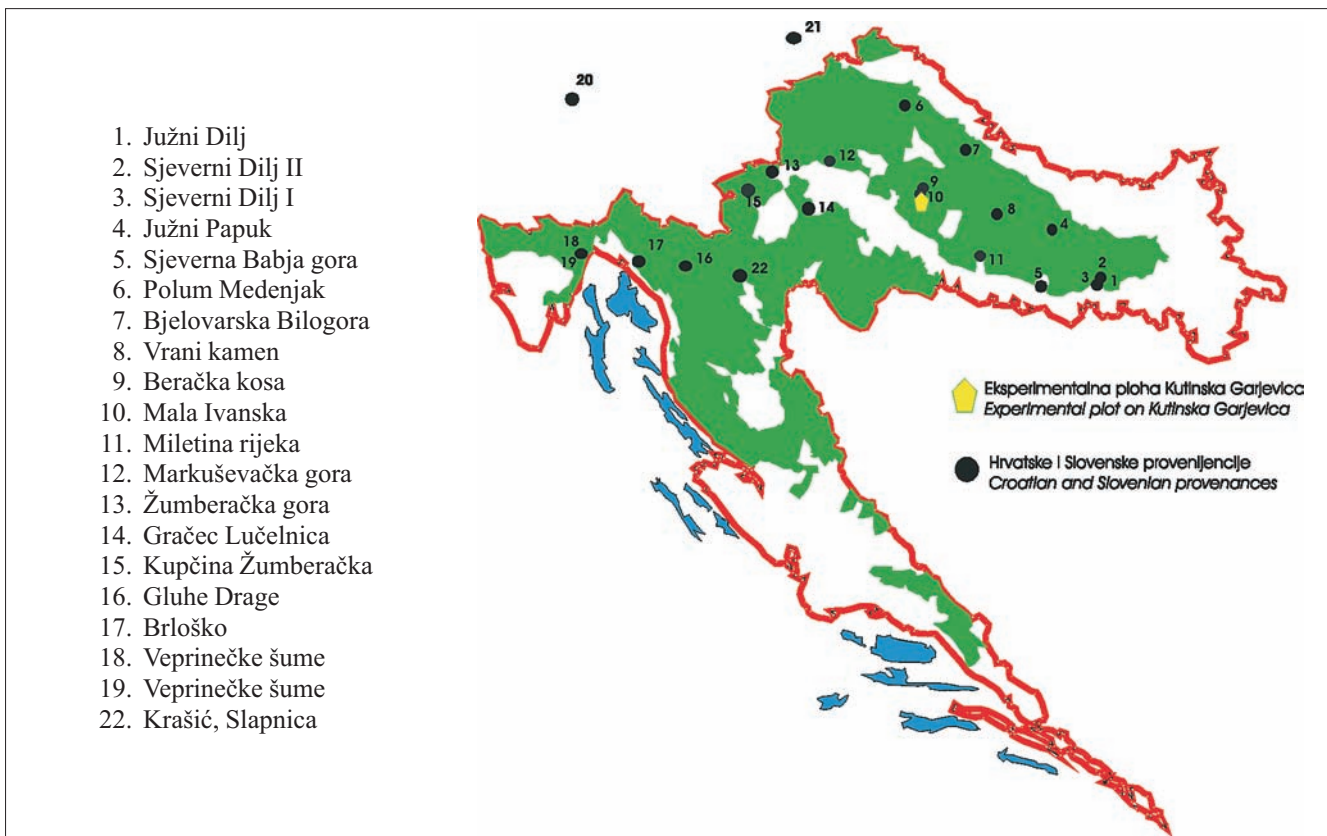 1. Južni Dilj
2. Sjeverni Dilj II
3. Sjeverni Dilj I
4. Južni Papuk
5. Sjeverna Babja gora
6. Polum Medenjak
7. Bjelovarska Bilogora
8. Vrani kamen
9. Beračka kosa
10. Mala Ivanska
11. Miletina rijeka
12. Markuševačka gora
13. Žumberačka gora
14. Gračec Lučelnica
15. Kupčina Žumberačka
16. Gluhe Drage
17. Brloško
18. Veprinečke šume
19. Veprinečke šume
22. Krašić, Slapnica
21
20
6
7
12
13
9
15
10
14
8
4
18
17
11
19
16
22
2
5
3
1
Eksperimentalna ploha Kutinska Garjevica
Experimental plot on Kutinska Garjevica
Hrvatske i Slovenske provenijencije
Croatian and Slovenian provenances